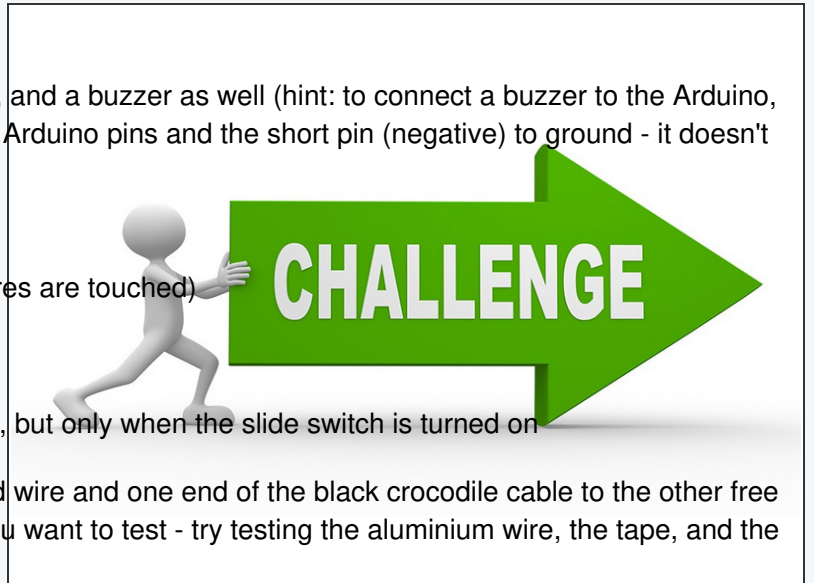 , and a buzzer as well (hint: to connect a buzzer to the Arduino,
Arduino pins and the short pin (negative) to ground - it doesn't
CHALLENGE
res are touched)
, but only when the slide switch is turned on
d wire and one end of the black crocodile cable to the other free
u want to test - try testing the aluminium wire, the tape, and the